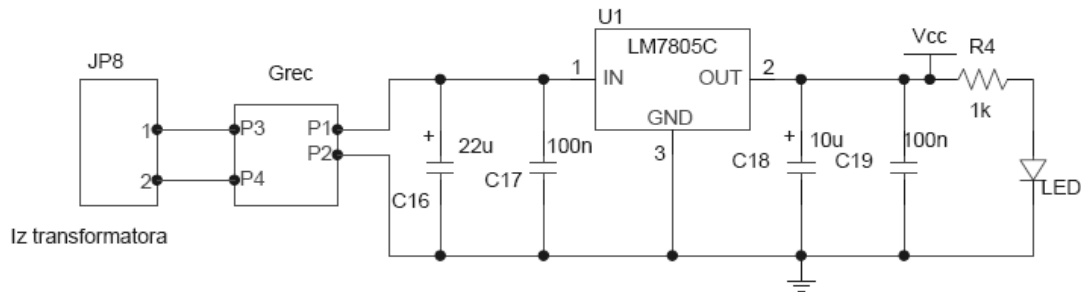 U1
LM7805C
Vcc
R4
JP8
Grec
1
IN
OUT
2
1k
1
P3
P1
GND
P2
+
22u
100n
3
+
10u
100n
C18
C19
2
P4
C17
C16
LED
Iz transformatora